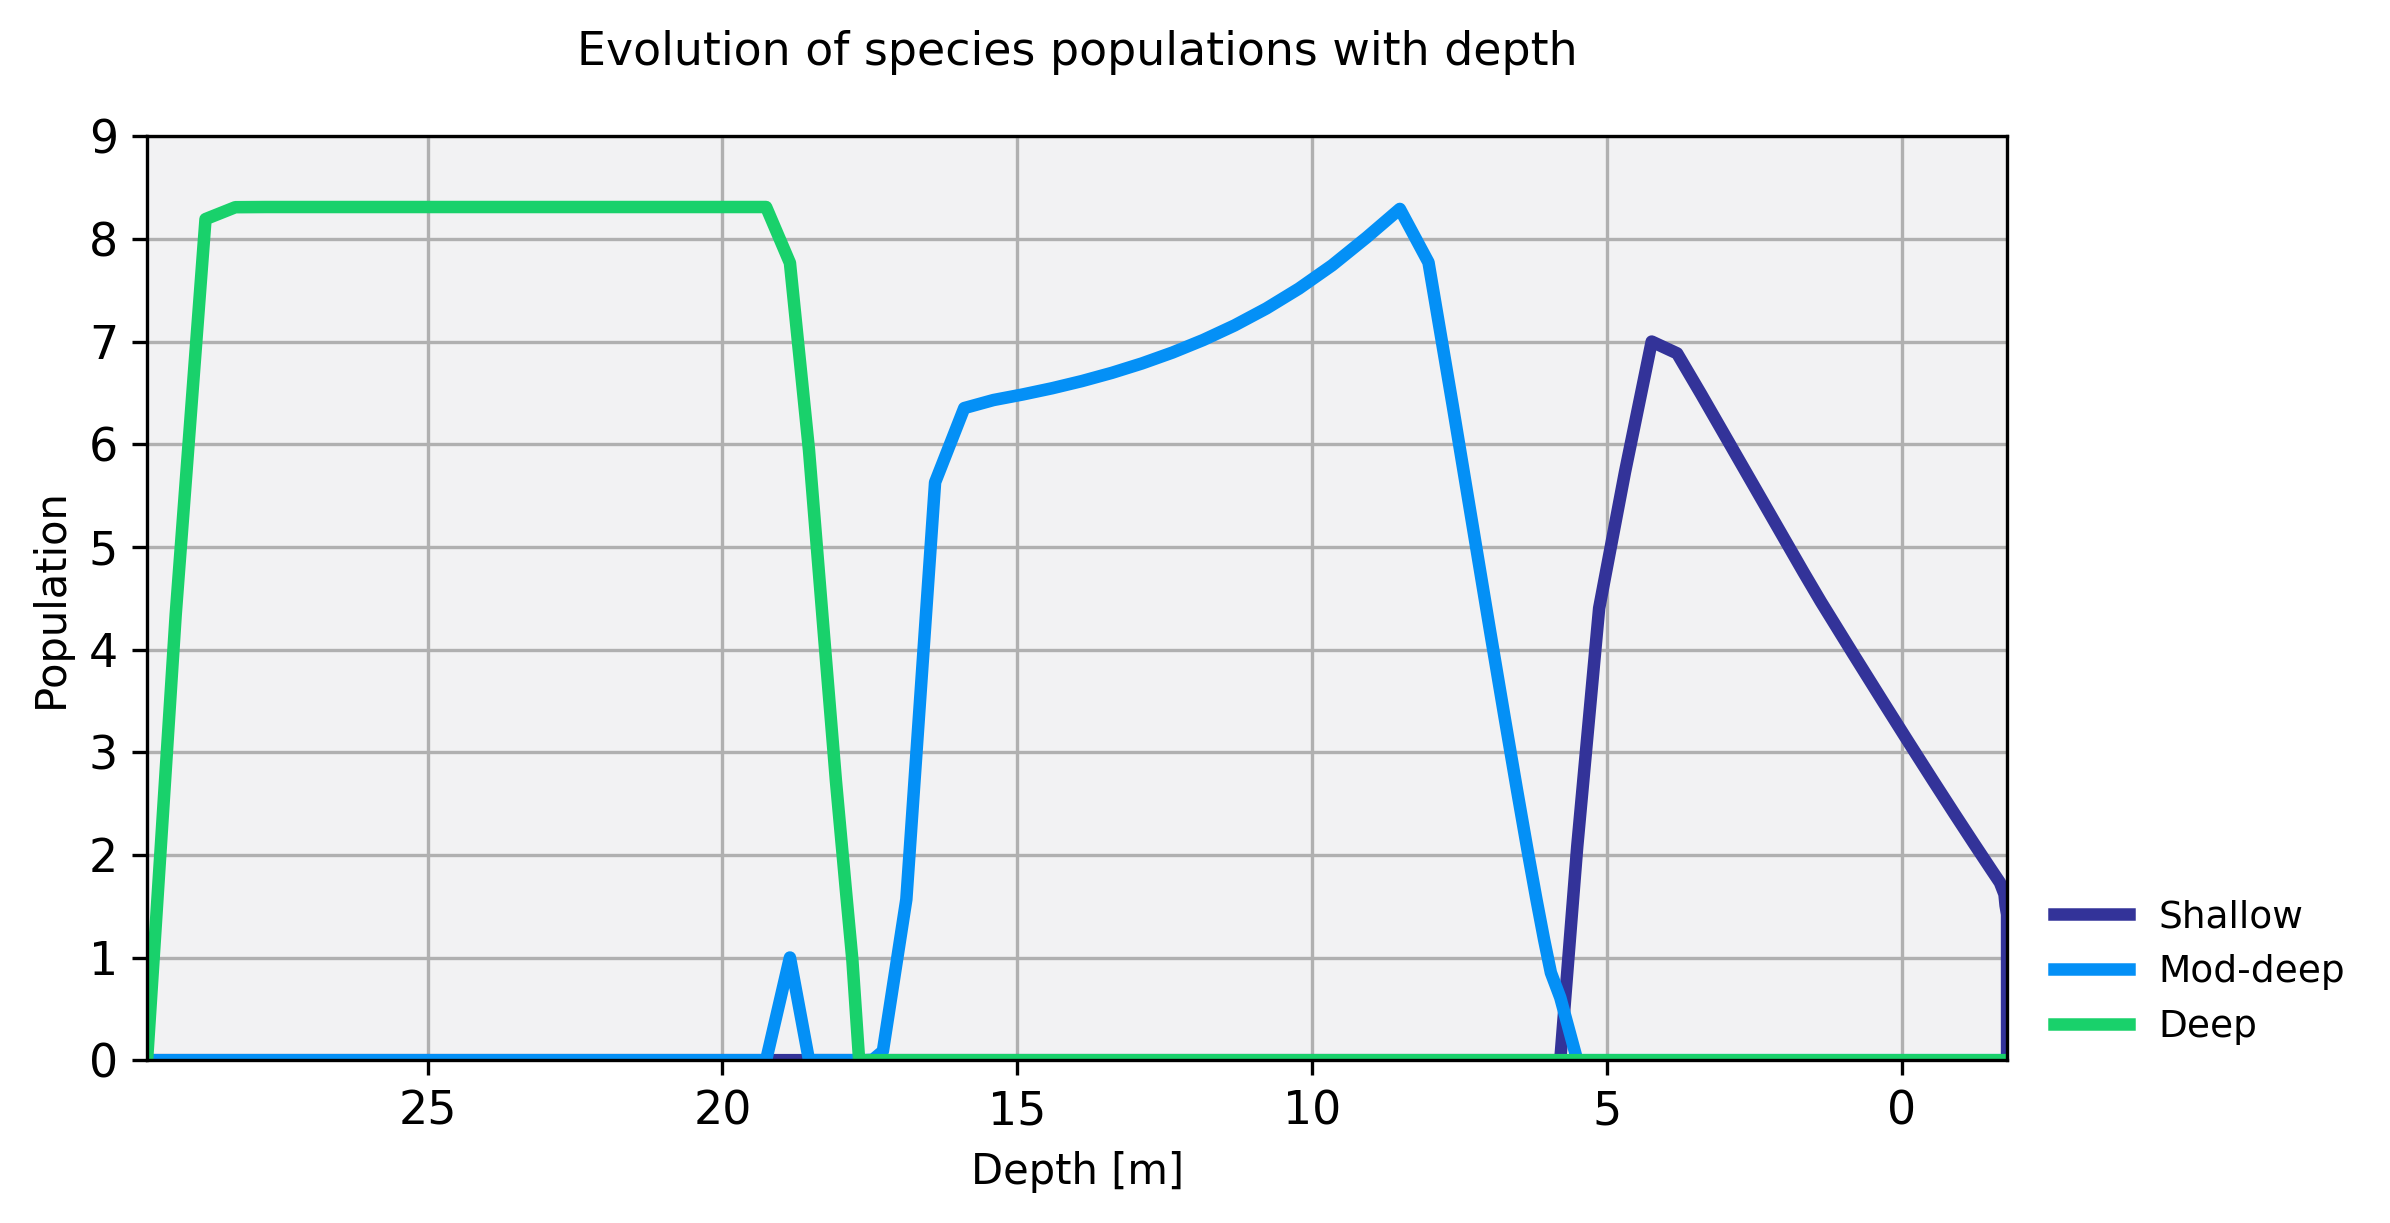 Evolution of species populations with depth
9
8
7
6
5
4
3
2
1
0
Population
25 20 15 10 5 0
Depth [m]
Shallow
Mod-deep
Deep